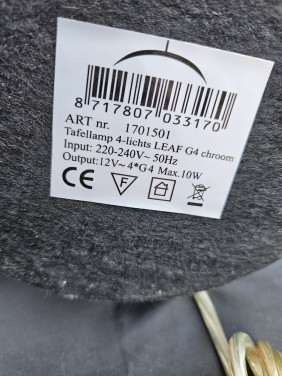 8 717807 033170
ART nr. 1701501
Tafellamp 4-lichts LEAF G4 chroom
Input: 220-240V~ 50Hz
Output:12V~ 4*G4 Max.10W
CE F